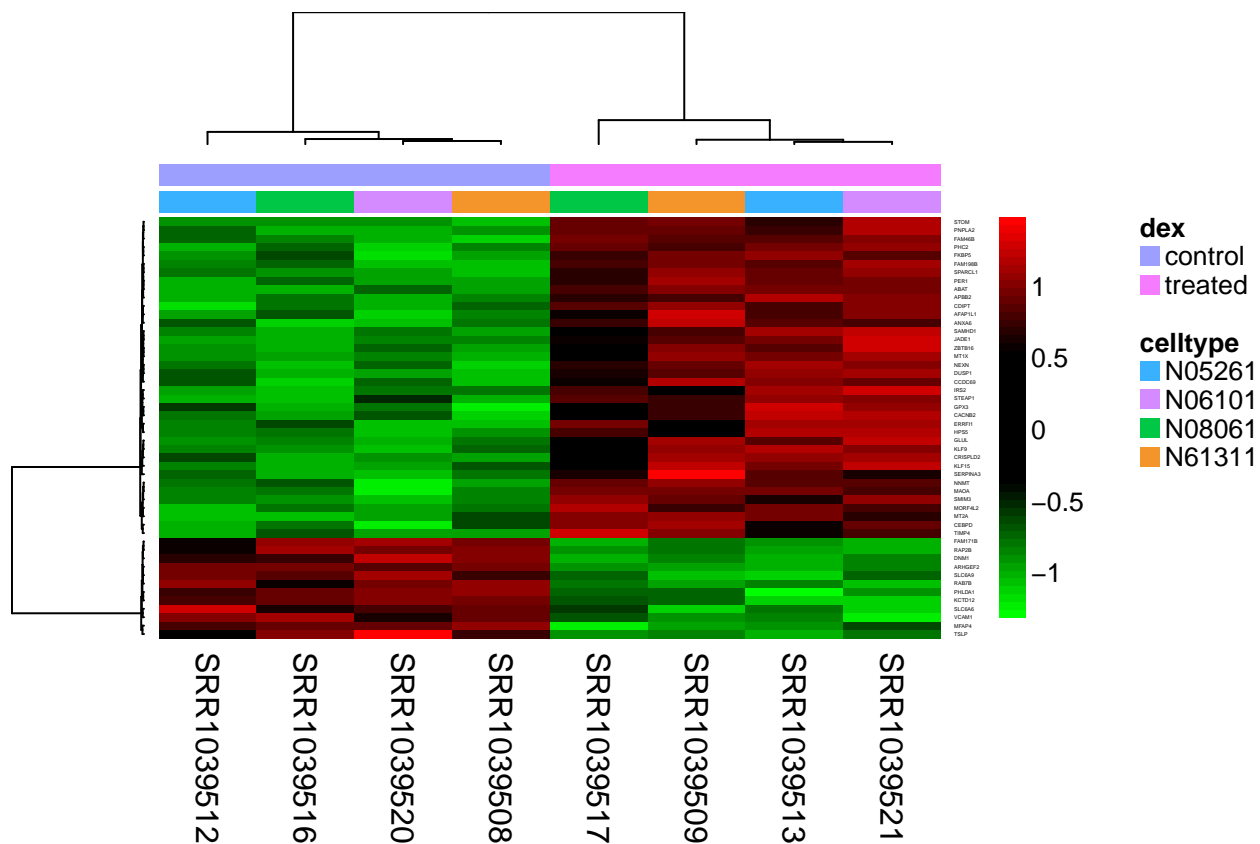 STOM
PNPLA2
FAM46B
PHC2
FKBP5
FAM198B
SPARCL1
PER1
ABAT
APBB2
CDIPT
AFAP1L1
ANXA6
SAMHD1
JADE1
ZBTB16
MT1X
NEXN
DUSP1
CCDC69
IRS2
STEAP1
GPX3
CACNB2
ERRFI1
HPS5
GLUL
KLF9
CRISPLD2
KLF15
SERPINA3
NNMT
MAOA
SMIM3
MORF4L2
MT2A
CEBPD
TIMP4
FAM171B
RAP2B
DNM1
ARHGEF2
SLC6A9
RAB7B
PHLDA1
KCTD12
SLC6A6
VCAM1
MFAP4
TSLP
SRR1039512
SRR1039516
SRR1039520
SRR1039508
SRR1039517
SRR1039509
SRR1039513
SRR1039521
1
0.5
0
−0.5
−1
dex
control
treated
celltype
N05261
N06101
N08061
N61311